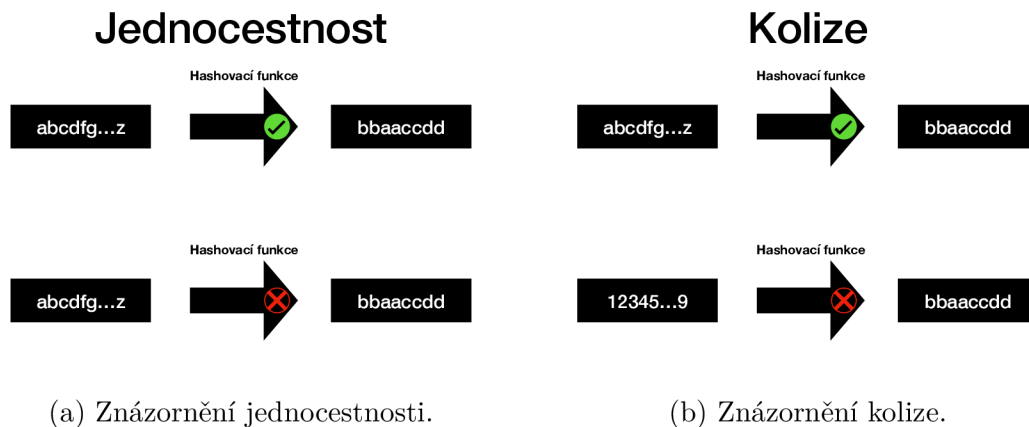 Jednocestnost
Hashovací funkce
abcdfg...z
bbaaccdd
Hashovací funkce
abcdfg...z
bbaaccdd
(a) Znázornění jednocestnosti.
Kolize
Hashovací funkce
abcdfg...z
bbaaccdd
Hashovací funkce
12345...9
bbaaccdd
(b) Znázornění kolize.